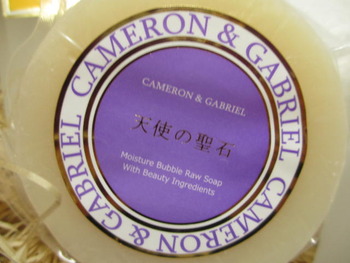 CAMERON & GABRIEL
CAMERON & GABRIEL
CAMERON & GABRIEL
天使の聖石
Moisture Bubble Raw Soap
With Beauty Ingredients